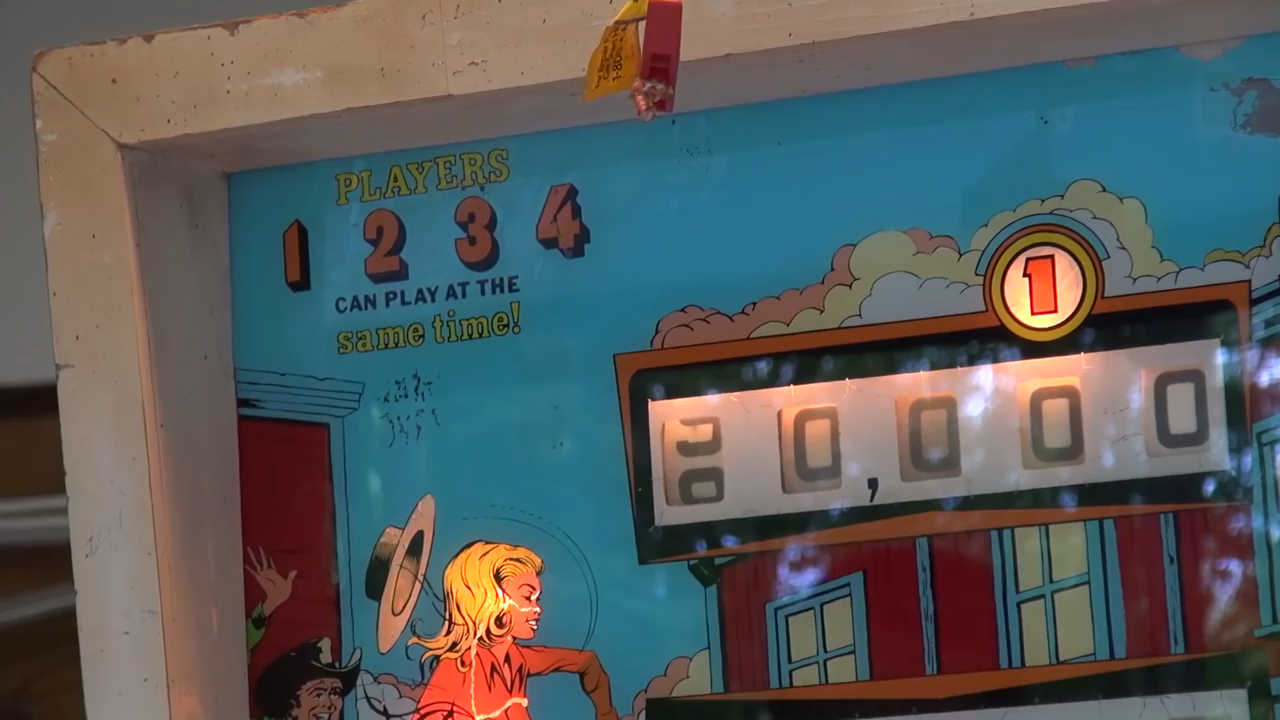 PLAYERS
1 2 3 4
CAN PLAY AT THE
same time!
1
0,000